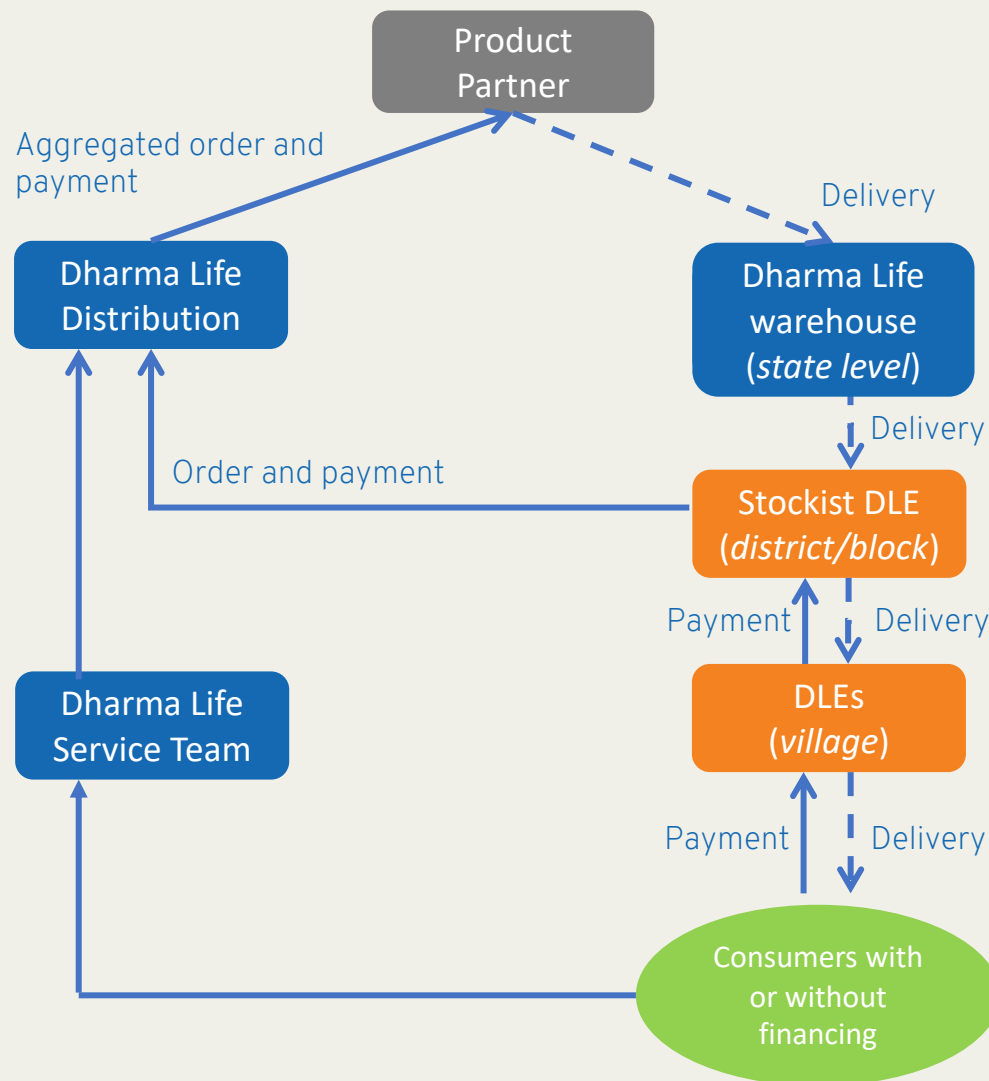 Product
Partner
Aggregated order and
payment
Delivery
Dharma Life
Distribution
Dharma Life
warehouse
(state level)
Delivery
Order and payment
Stockist DLE
(district/block)
Payment
Delivery
Dharma Life
Service Team
DLEs
(village)
Payment
Delivery
Consumers with
or without
financing